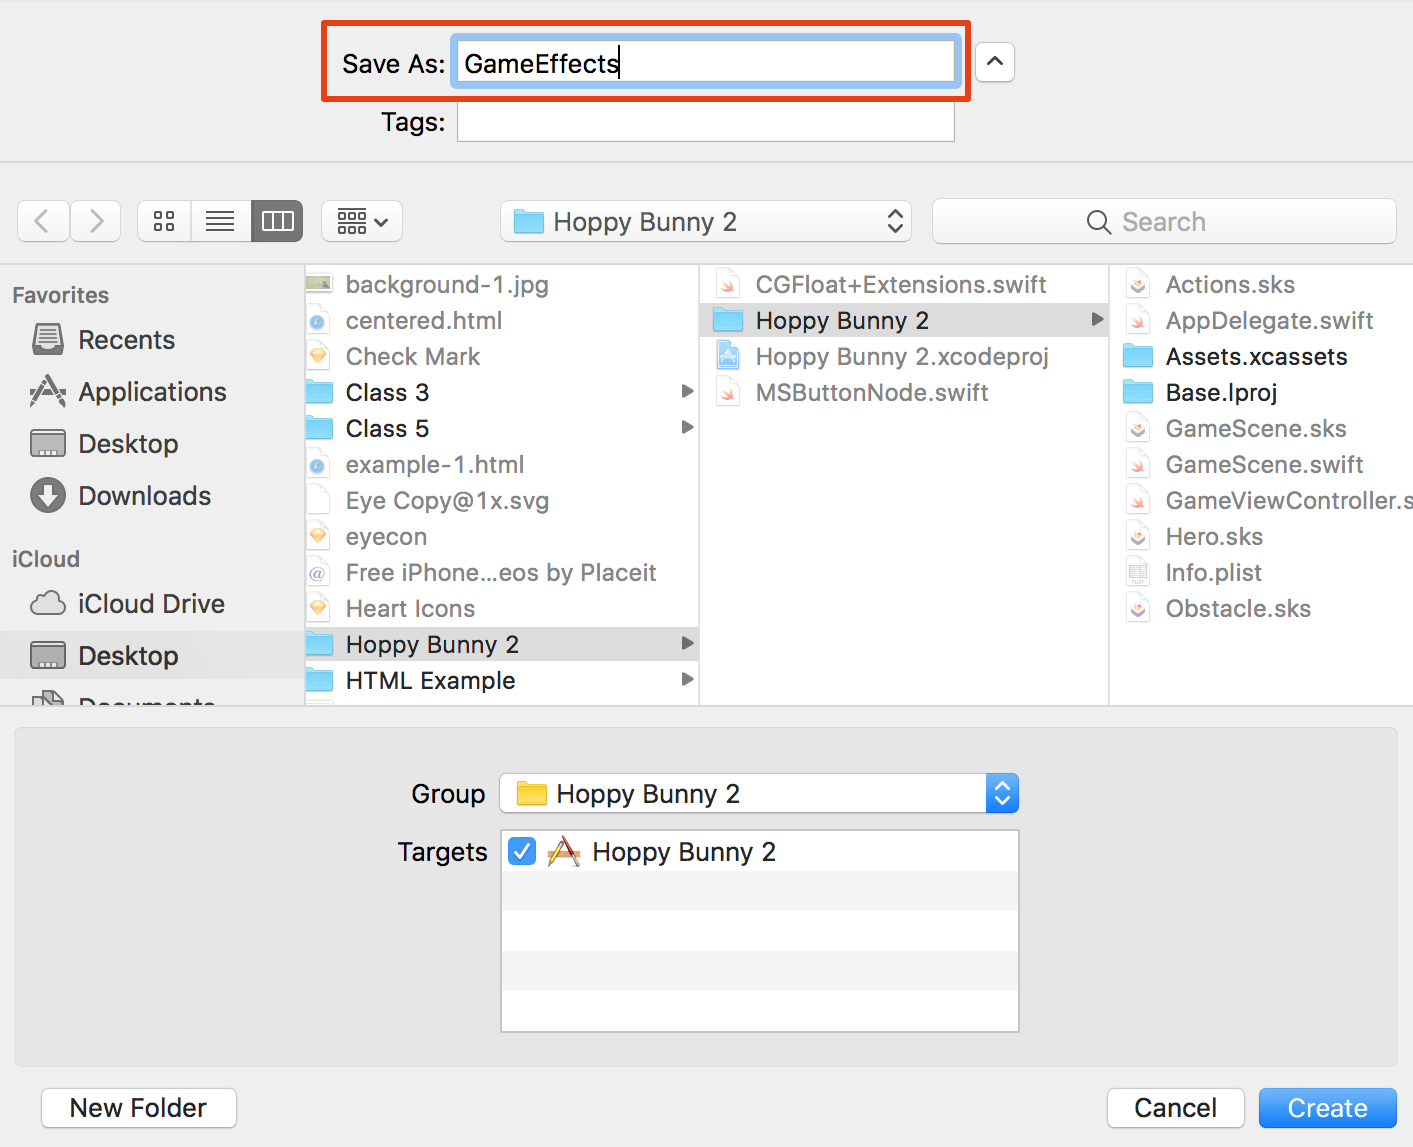 Save As: GameEffects
Tags:
Hoppy Bunny 2
Search
Favorites
Recents
Applications
Desktop
Downloads
iCloud
iCloud Drive
Desktop
Documents
background-1.jpg
centered.html
Check Mark
Class 3
Class 5
example-1.html
Eye Copy@1x.svg
eyecon
Free iPhone...eos by Placeit
Heart Icons
Hoppy Bunny 2
HTML Example
CGFloat+Extensions.swift
Hoppy Bunny 2
Hoppy Bunny 2.xcodeproj
MSButtonNode.swift
Actions.sks
AppDelegate.swift
Assets.xcassets
Base.lproj
GameScene.sks
GameScene.swift
GameViewController.s
Hero.sks
Info.plist
Obstacle.sks
Group Hoppy Bunny 2
Targets Hoppy Bunny 2
New Folder
Cancel
Create